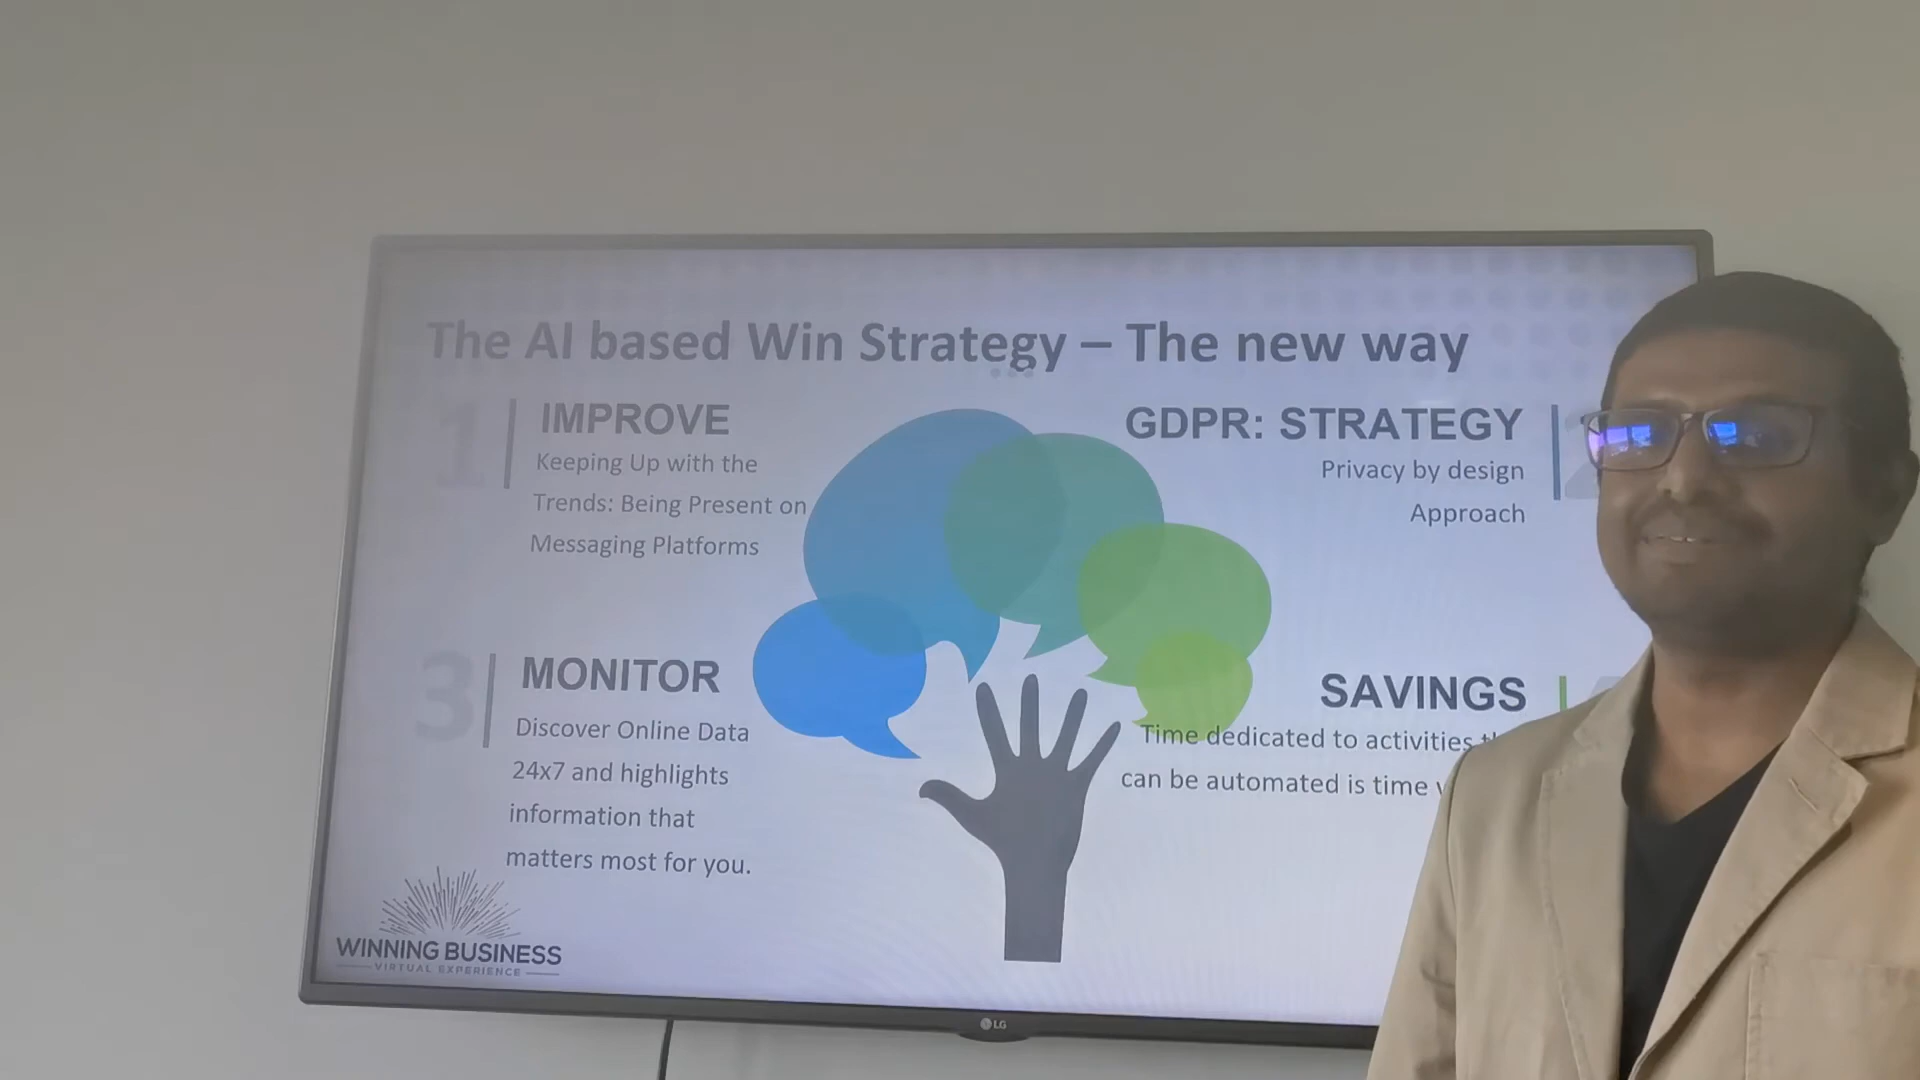 The AI based Win Strategy – The new way
1
IMPROVE
Keeping Up with the
Trends: Being Present on
Messaging Platforms
GDPR: STRATEGY
Privacy by design
Approach
3
MONITOR
Discover Online Data
24x7 and highlights
information that
matters most for you.
SAVINGS
Time dedicated to activities
can be automated is time
WINNING BUSINESS
VIRTUAL EXPERIENCE
LG